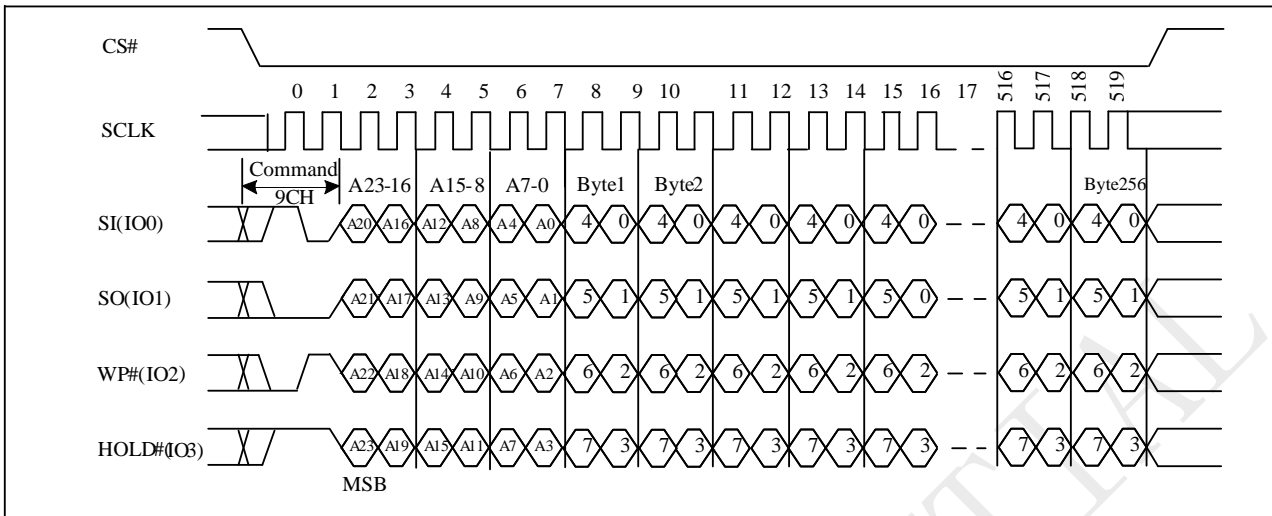 CS#
0 1 2 3 4 5 6 7 8 9 10 11 12 13 14 15 16 17 516 517 518 519
SCLK
Command
9CH
A23-16 A15-8 A7-0 Byte1 Byte2 Byte256
SI(IO0) A20 A16 A12 A8 A4 A0 4 0 4 0 4 0 4 0 4 0 4 0 4 0
SO(IO1) A21 A17 A13 A9 A5 A1 5 1 5 1 5 1 5 1 5 0 5 1 5 1
WP#(IO2) A22 A18 A14 A10 A6 A2 6 2 6 2 6 2 6 2 6 2 6 2 6 2
HOLD#(IO3) A23 A19 A15 A11 A7 A3 7 3 7 3 7 3 7 3 7 3 7 3 7 3
MSB